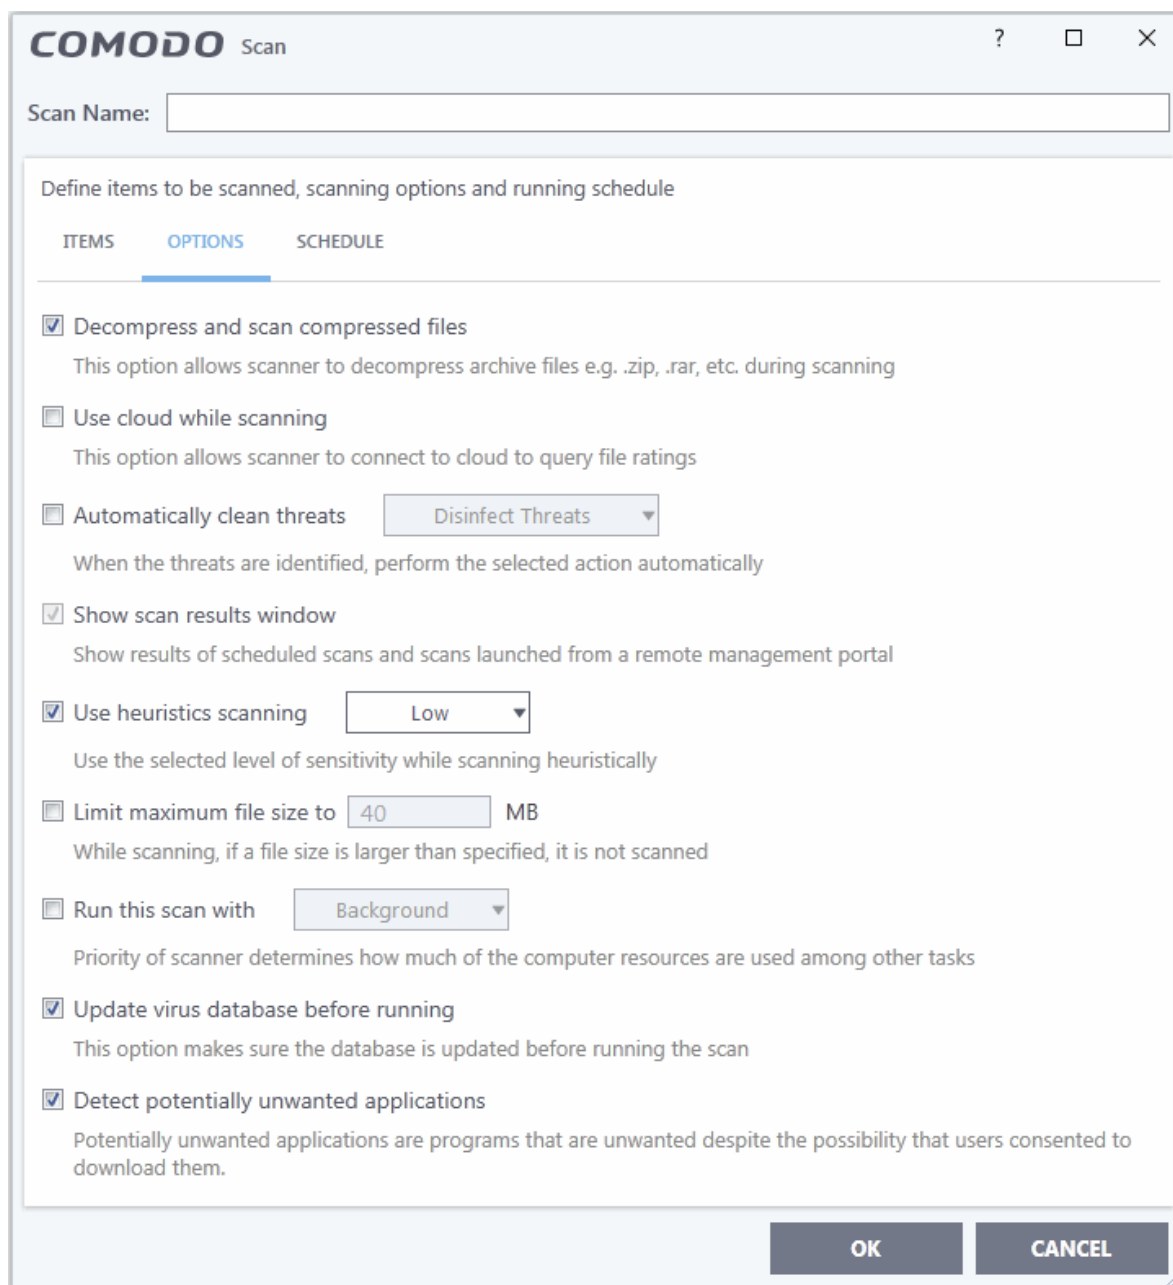 COMODO Scan ?
Scan Name:
Define items to be scanned, scanning options and running schedule
ITEMS OPTIONS SCHEDULE
Decompress and scan compressed files
This option allows scanner to decompress archive files e.g. .zip, .rar, etc. during scanning
Use cloud while scanning
This option allows scanner to connect to cloud to query file ratings
Automatically clean threats Disinfect Threats
When the threats are identified, perform the selected action automatically
Show scan results window
Show results of scheduled scans and scans launched from a remote management portal
Use heuristics scanning Low
Use the selected level of sensitivity while scanning heuristically
Limit maximum file size to 40 MB
While scanning, if a file size is larger than specified, it is not scanned
Run this scan with Background
Priority of scanner determines how much of the computer resources are used among other tasks
Update virus database before running
This option makes sure the database is updated before running the scan
Detect potentially unwanted applications
Potentially unwanted applications are programs that are unwanted despite the possibility that users consented to
download them.
OK CANCEL